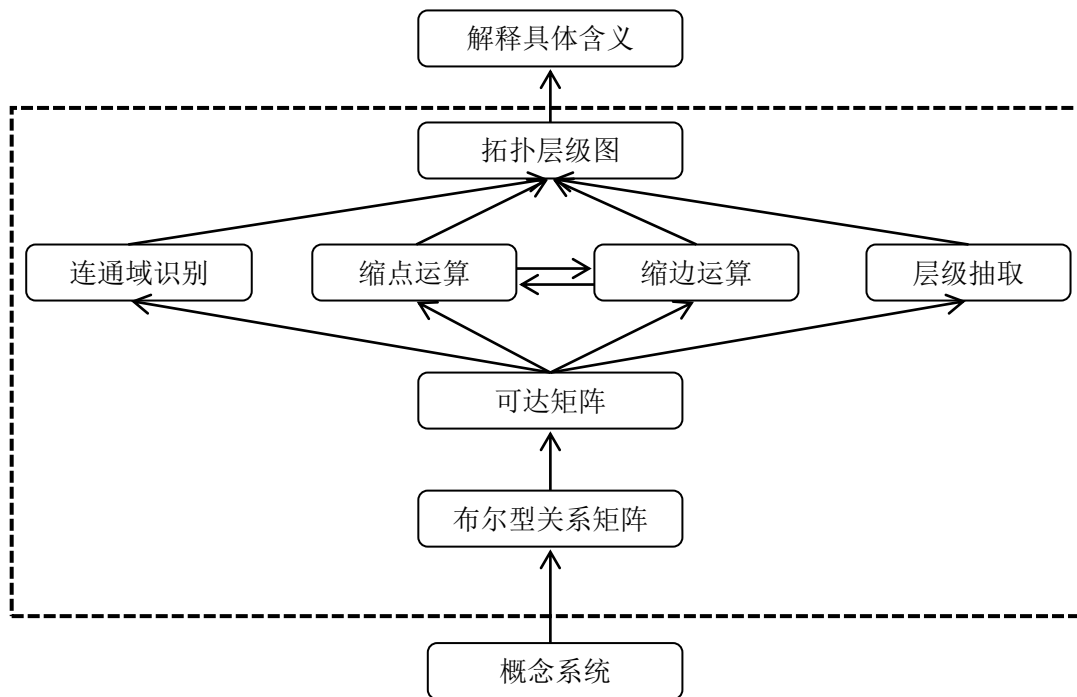 解释具体含义
拓扑层级图
连通域识别
缩点运算
缩边运算
层级抽取
可达矩阵
布尔型关系矩阵
概念系统